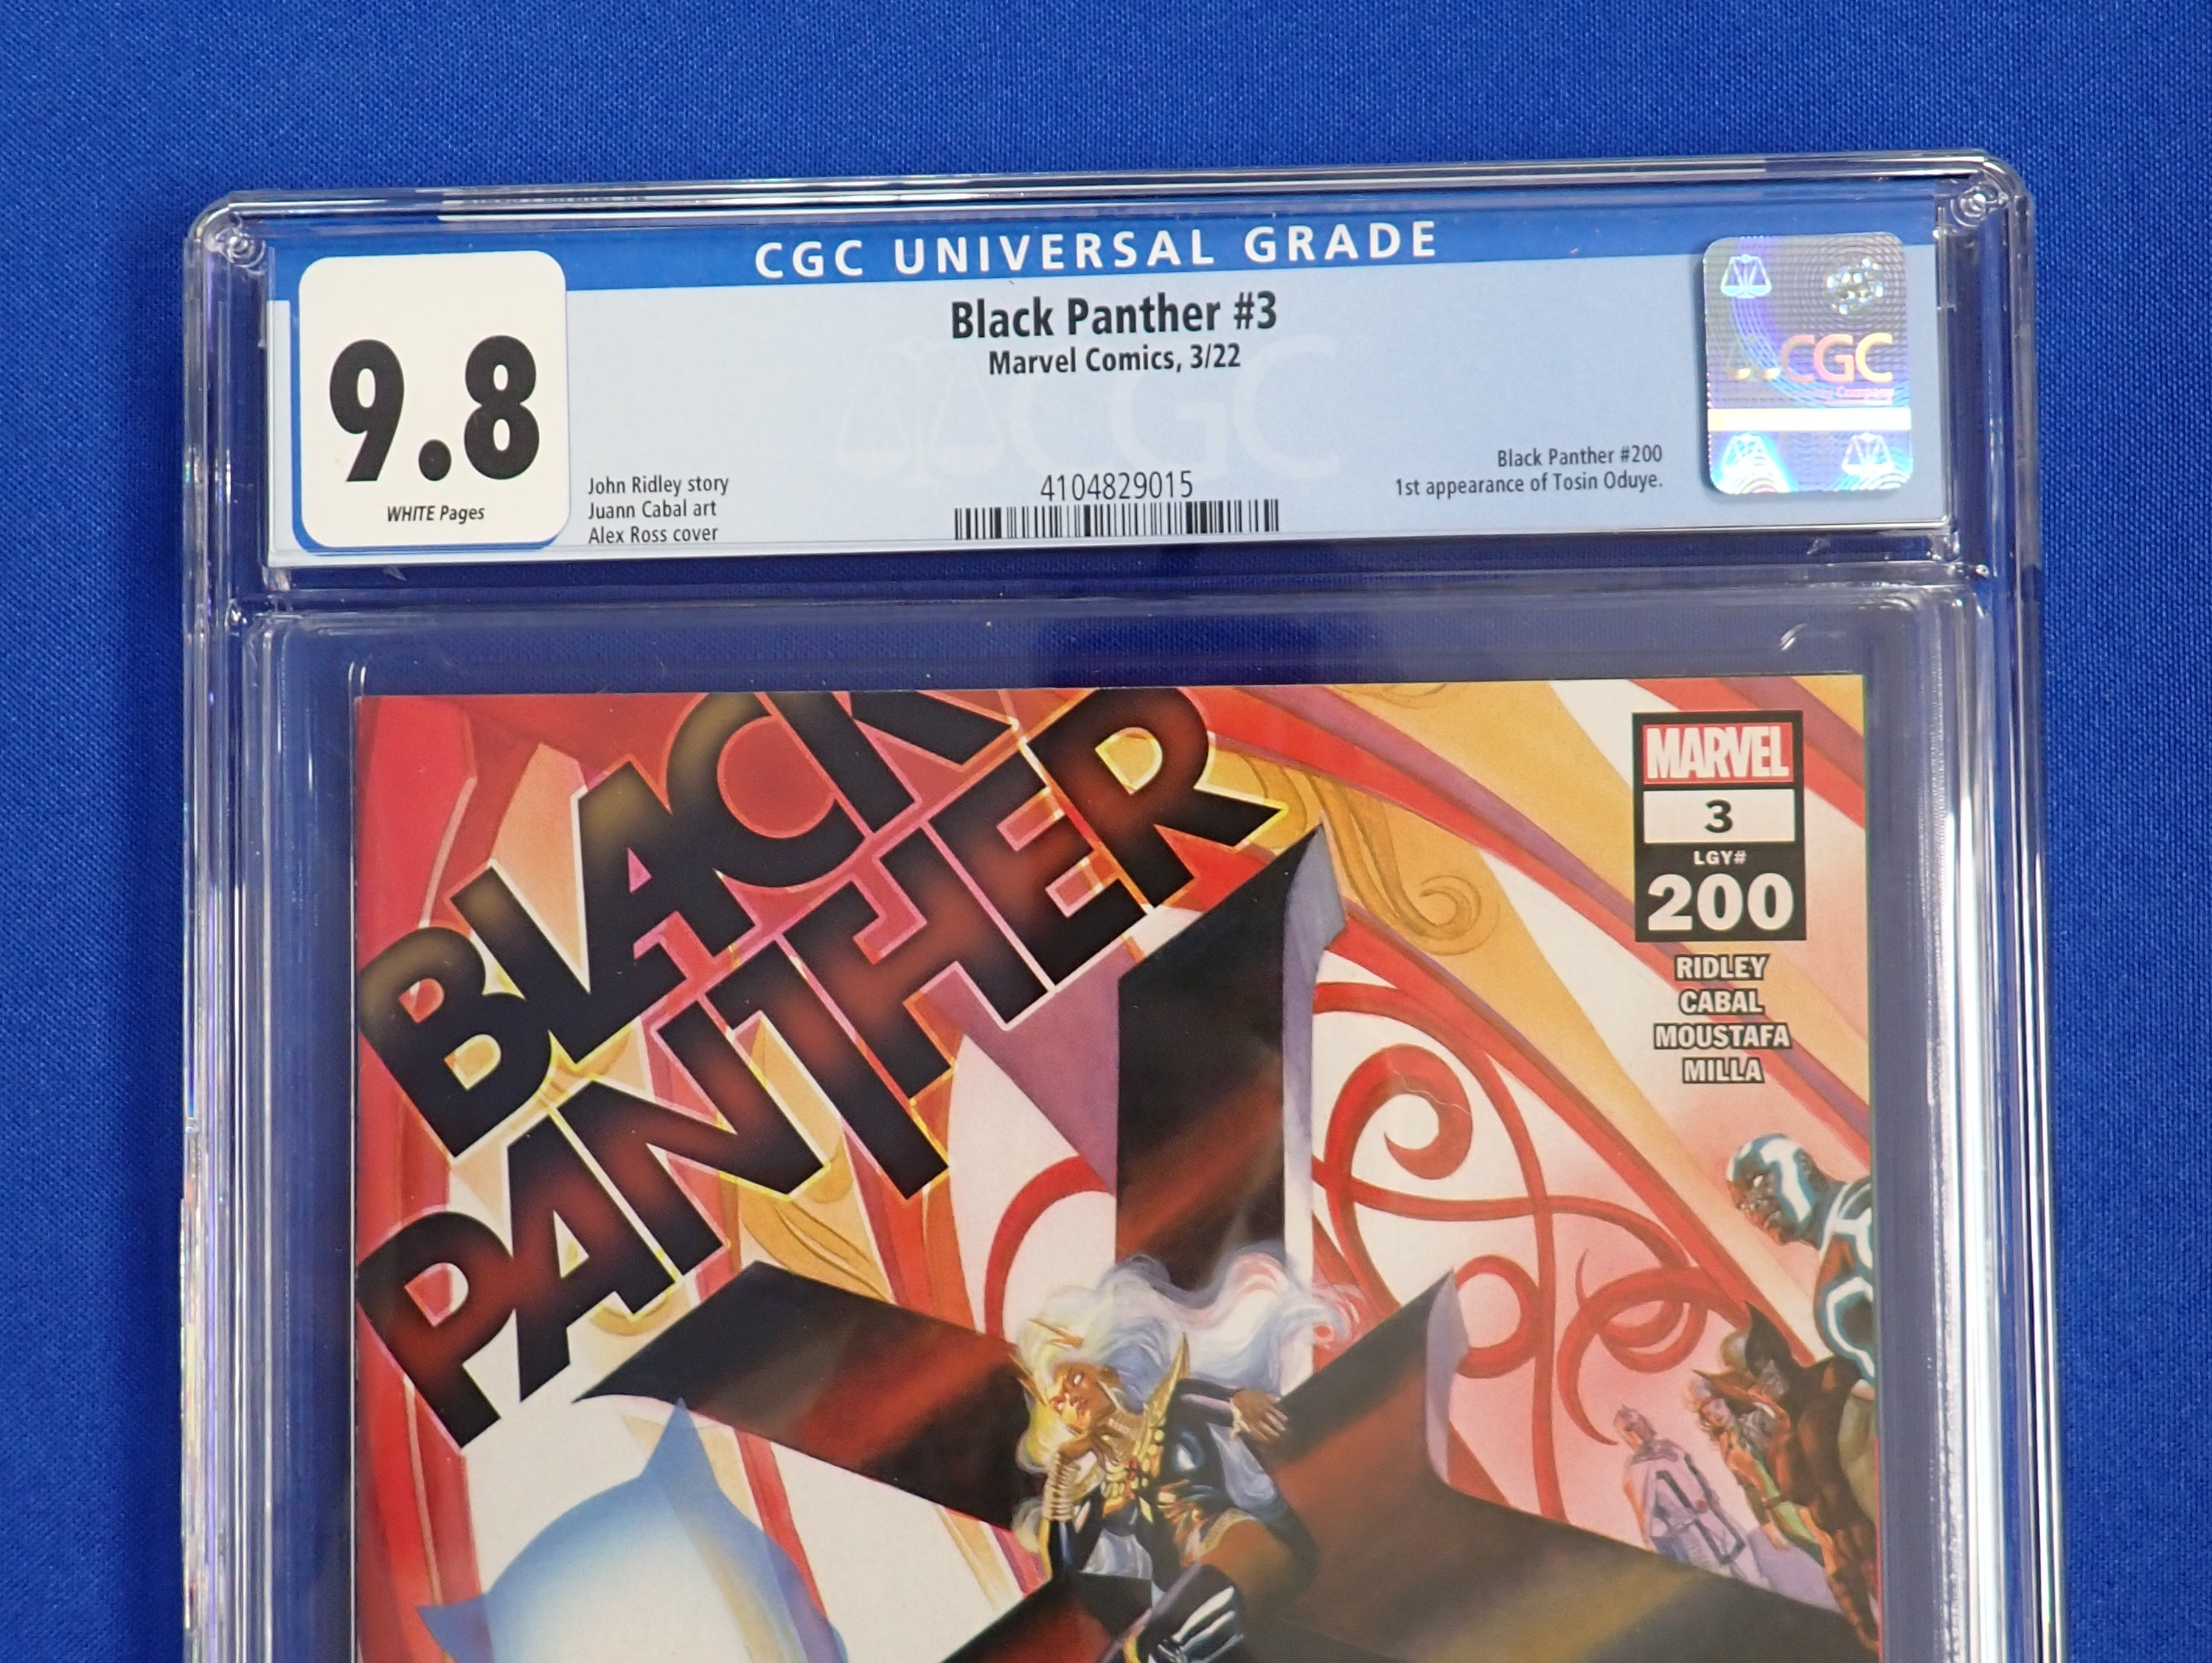 CGC UNIVERSAL GRADE
9.8
WHITE Pages
Black Panther #3
Marvel Comics, 3/22
John Ridley story
Juann Cabal art
Alex Ross cover
4104829015
Black Panther #200
1st appearance of Tosin Oduye.
CGC
CGC
BLACK
PANTHER
MARVEL
3
LGY#
200
RIDLEY
CABAL
MOUSTAFA
MILLA